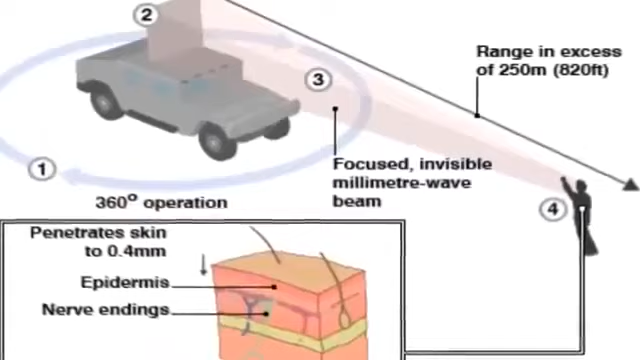 2
Range in excess
of 250m (820ft)
3
1
Focused, invisible
millimetre-wave
beam
4
360° operation
Penetrates skin
to 0.4mm
Epidermis
Nerve endings